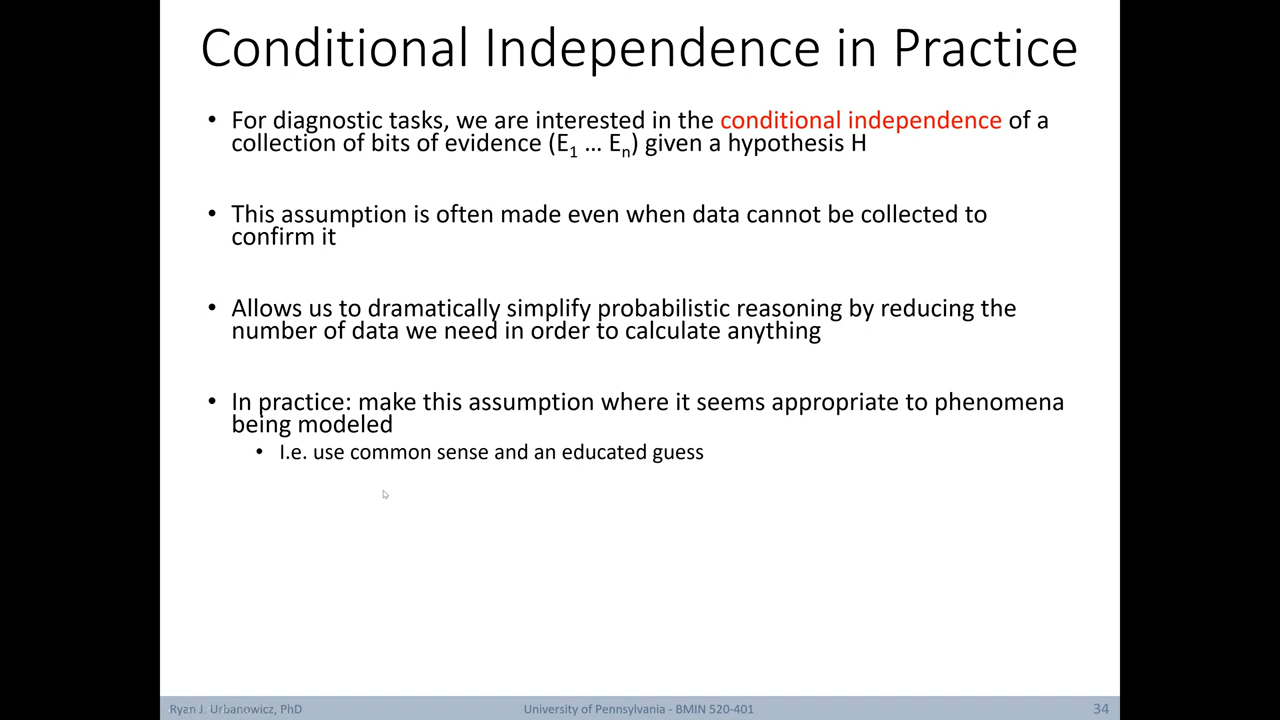 Conditional Independence in Practice
• For diagnostic tasks, we are interested in the conditional independence of a
collection of bits of evidence (E1 … En) given a hypothesis H
• This assumption is often made even when data cannot be collected to
confirm it
• Allows us to dramatically simplify probabilistic reasoning by reducing the
number of data we need in order to calculate anything
• In practice: make this assumption where it seems appropriate to phenomena
being modeled
• I.e. use common sense and an educated guess
Ryan J. Urbanowicz, PhD
University of Pennsylvania - BMIN 520-401
34